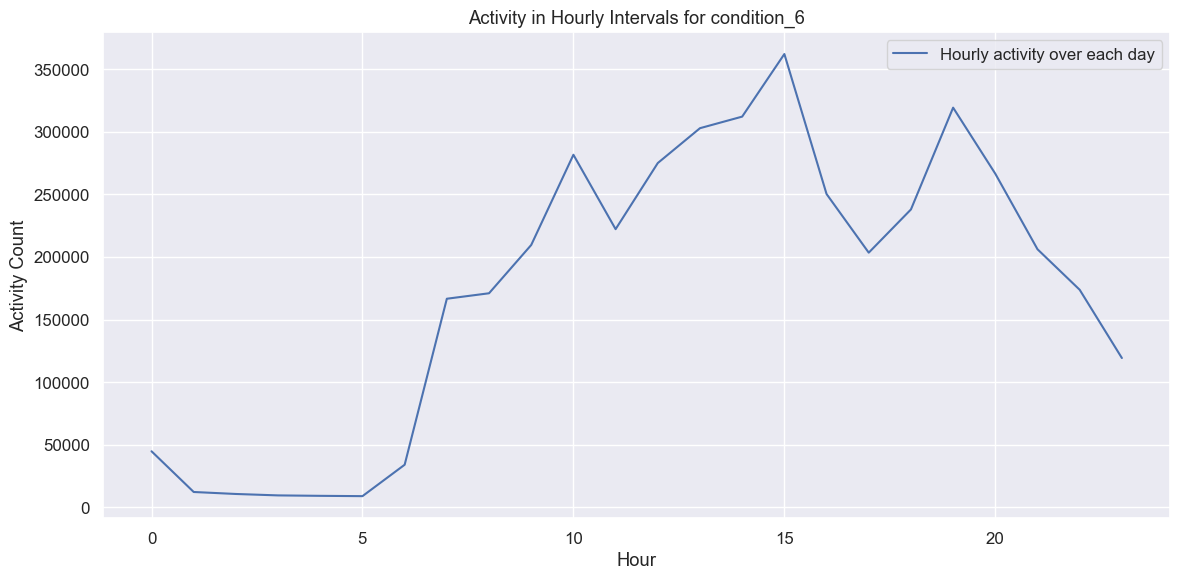 Activity in Hourly Intervals for condition_6
Hourly activity over each day
Activity Count
350000
300000
250000
200000
150000
100000
50000
0
0 5 10 15 20
Hour